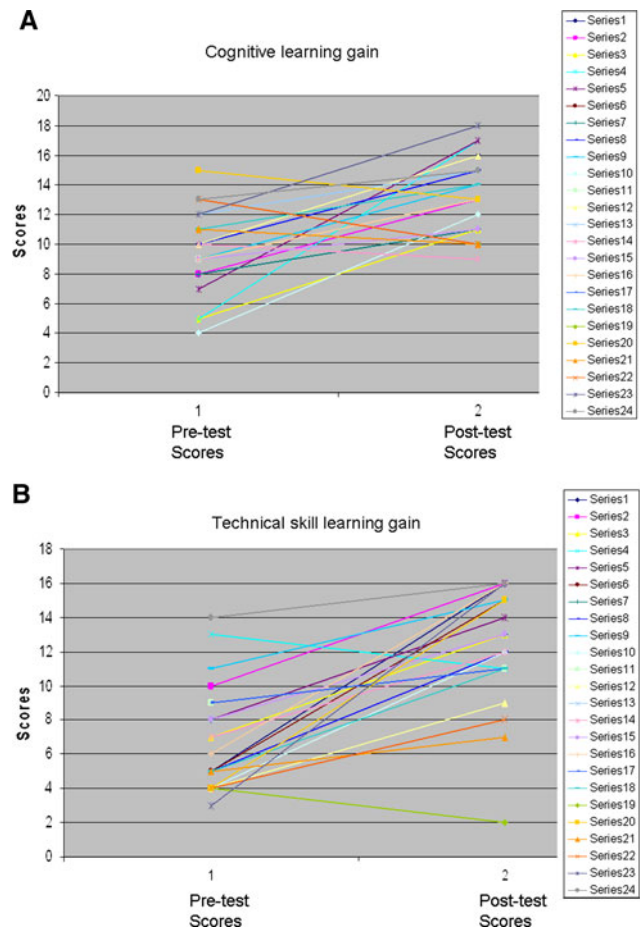 A
Cognitive learning gain
20
18
16
14
12
10
8
6
4
2
0
Scores
1
2
Pre-test
Scores
Post-test
Scores
Series1
Series2
Series3
Series4
Series5
Series6
Series7
Series8
Series9
Series10
Series11
Series12
Series13
Series14
Series15
Series16
Series17
Series18
Series19
Series20
Series21
Series22
Series23
Series24
B
Technical skill learning gain
18
16
14
12
10
8
6
4
2
0
Scores
1
2
Pre-test
Scores
Post-test
Scores
Series1
Series2
Series3
Series4
Series5
Series6
Series7
Series8
Series9
Series10
Series11
Series12
Series13
Series14
Series15
Series16
Series17
Series18
Series19
Series20
Series21
Series22
Series23
Series24